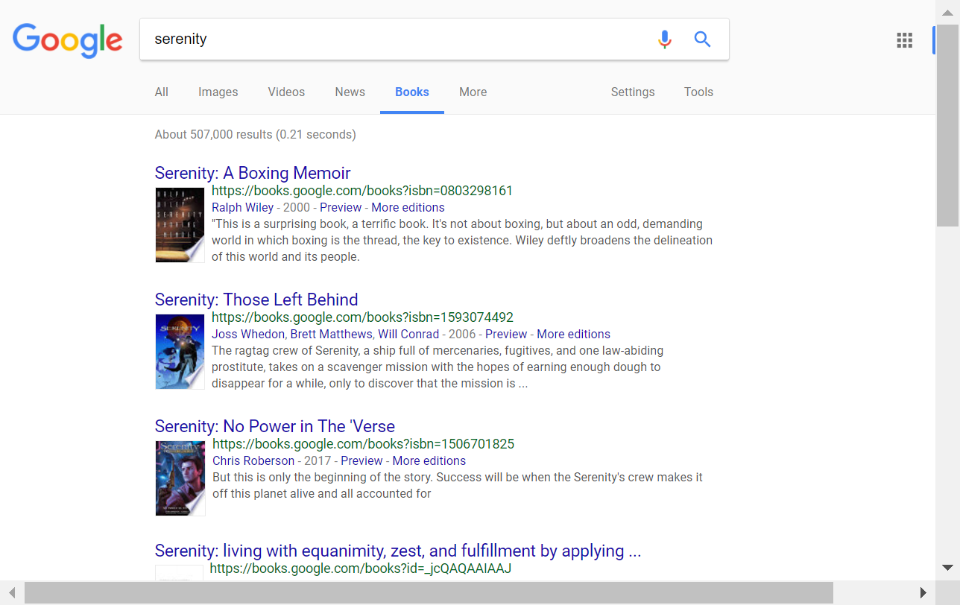 Google
serenity
All Images Videos News Books More Settings Tools
About 507,000 results (0.21 seconds)
Serenity: A Boxing Memoir
https://books.google.com/books?isbn=0803298161
Ralph Wiley - 2000 - Preview - More editions
"This is a surprising book, a terrific book. It's not about boxing, but about an odd, demanding
world in which boxing is the thread, the key to existence. Wiley deftly broadens the delineation
of this world and its people.
Serenity: Those Left Behind
https://books.google.com/books?isbn=1593074492
Joss Whedon, Brett Matthews, Will Conrad - 2006 - Preview - More editions
SERENITY
The ragtag crew of Serenity, a ship full of mercenaries, fugitives, and one law-abiding
prostitute, takes on a scavenger mission with the hopes of earning enough dough to
disappear for a while, only to discover that the mission is ...
Serenity: No Power in The 'Verse
https://books.google.com/books?isbn=1506701825
Chris Roberson - 2017 - Preview - More editions
But this is only the beginning of the story. Success will be when the Serenity's crew makes it
off this planet alive and all accounted for
Serenity: living with equanimity, zest, and fulfillment by applying ...
https://books.google.com/books?id=_jcQAQAAIAAJ